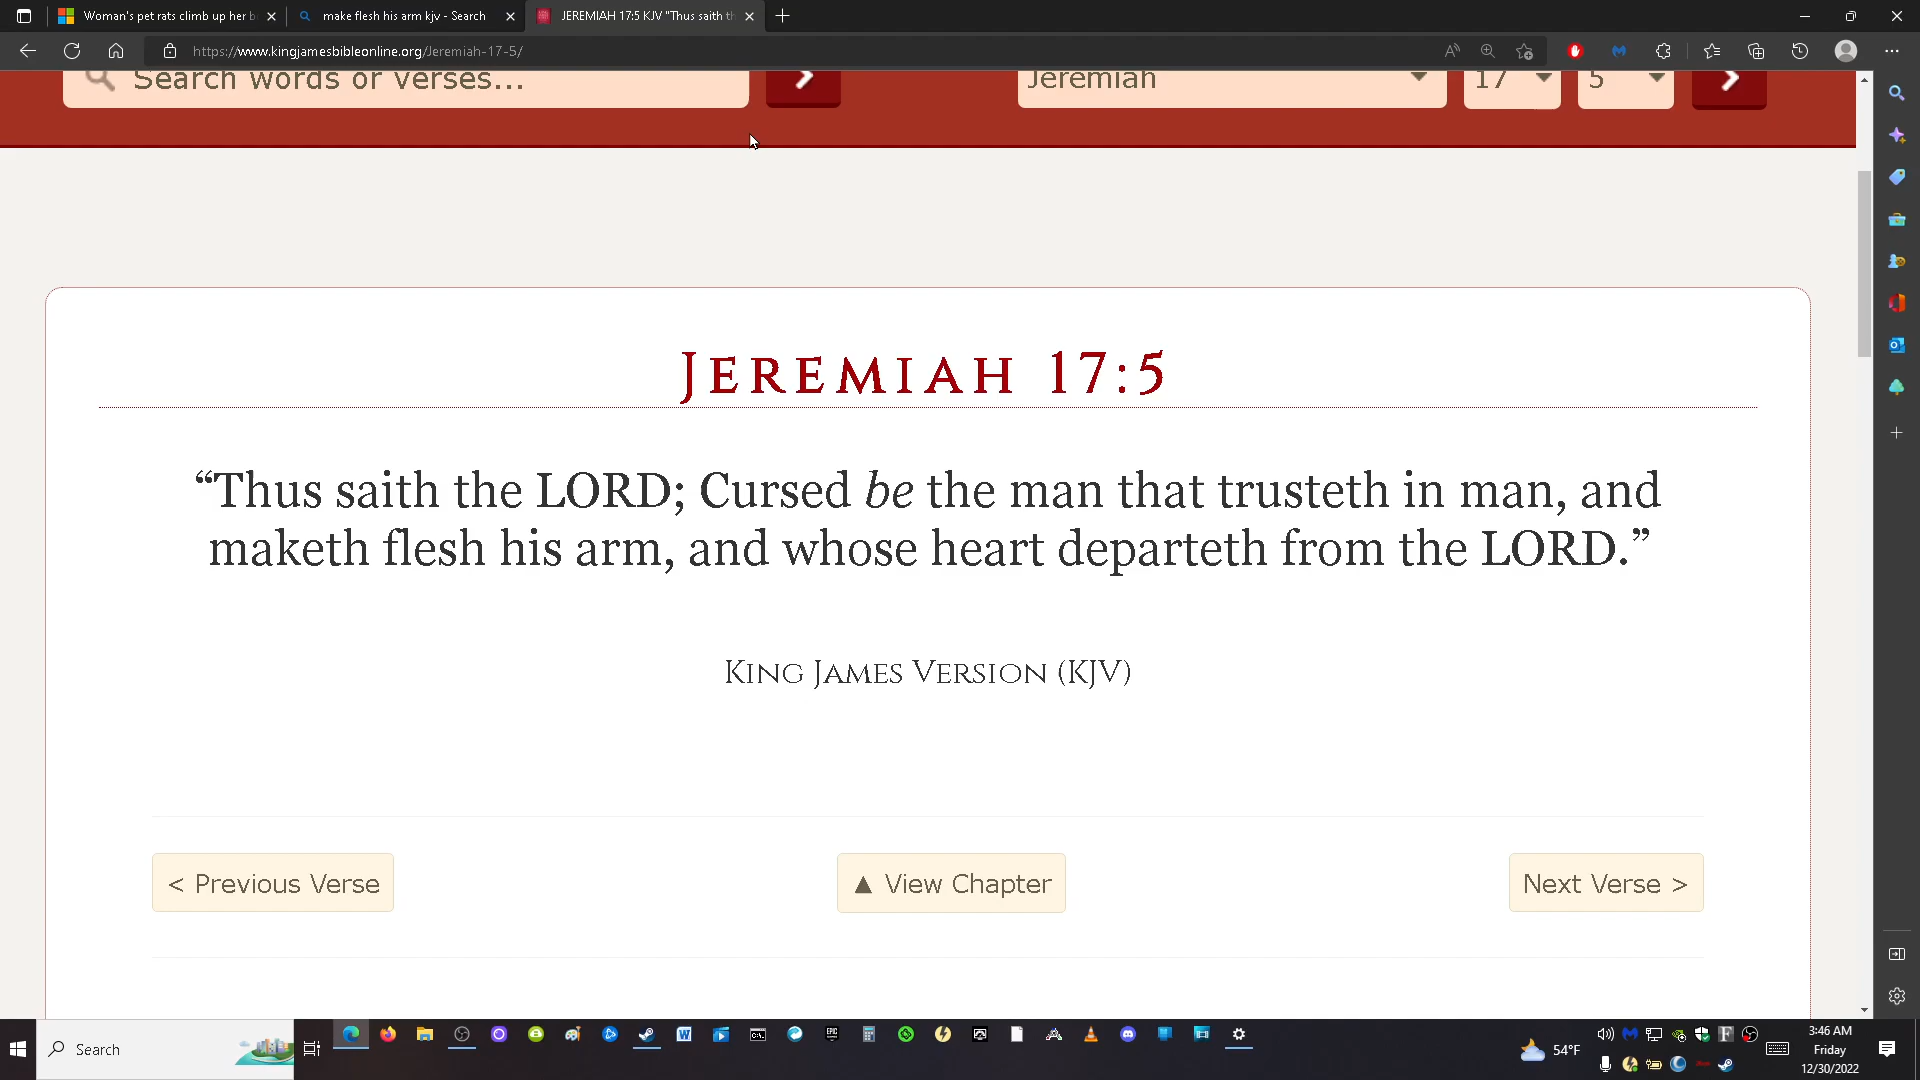 Woman's pet rats climb up her b
make flesh his arm kjv - Search
JEREMIAH 17:5 KJV "Thus saith th
https://www.kingjamesbibleonline.org/Jeremiah-17-5/
Search words or verses...
Jeremiah
17
5
JEREMIAH 17:5
“Thus saith the LORD; Cursed be the man that trusteth in man, and
maketh flesh his arm, and whose heart departeth from the LORD.”
KING JAMES VERSION (KJV)
< Previous Verse
▲ View Chapter
Next Verse >
Search
54°F
3:46 AM
Friday
12/30/2022